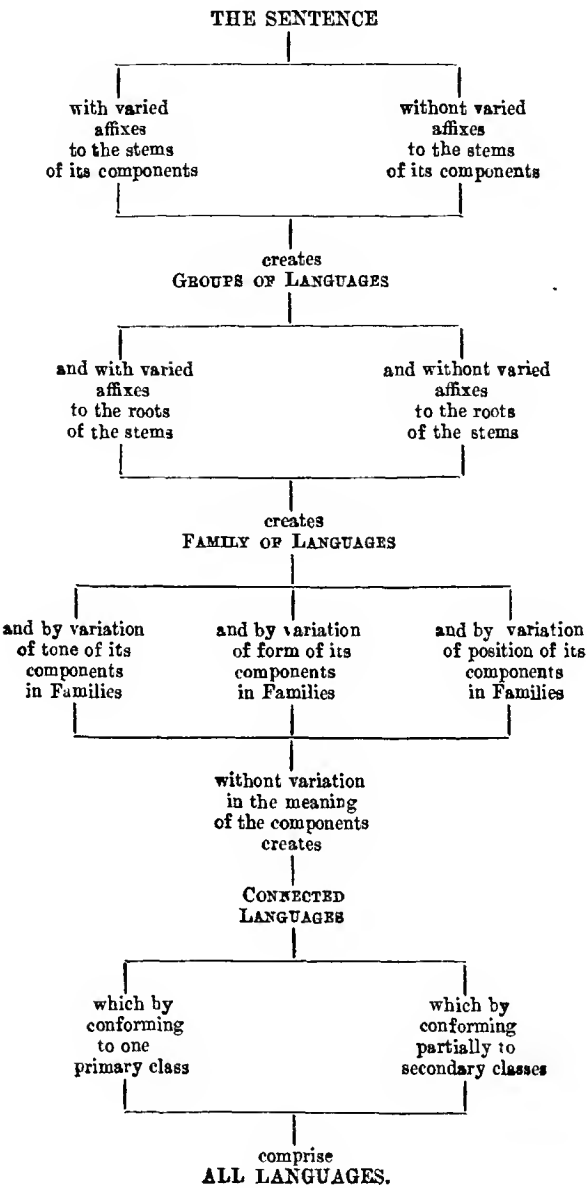 THE SENTENCE
with varied
affixes
to the stems
of its components
without varied
affixes
to the stems
of its components
creates
GROUPS OF LANGUAGES
and with varied
affixes
to the roots
of the stems
and without varied
affixes
to the roots
of the stems
creates
FAMILY OF LANGUAGES
and by variation
of tone of its
components
in Families
and by variation
of form of its
components
in Families
and by variation
of position of its
components
in Families
without variation
in the meaning
of the components
creates
CONNECTED
LANGUAGES
which by
conforming
to one
primary class
which by
conforming
partially to
secondary classes
comprise
ALL LANGUAGES.